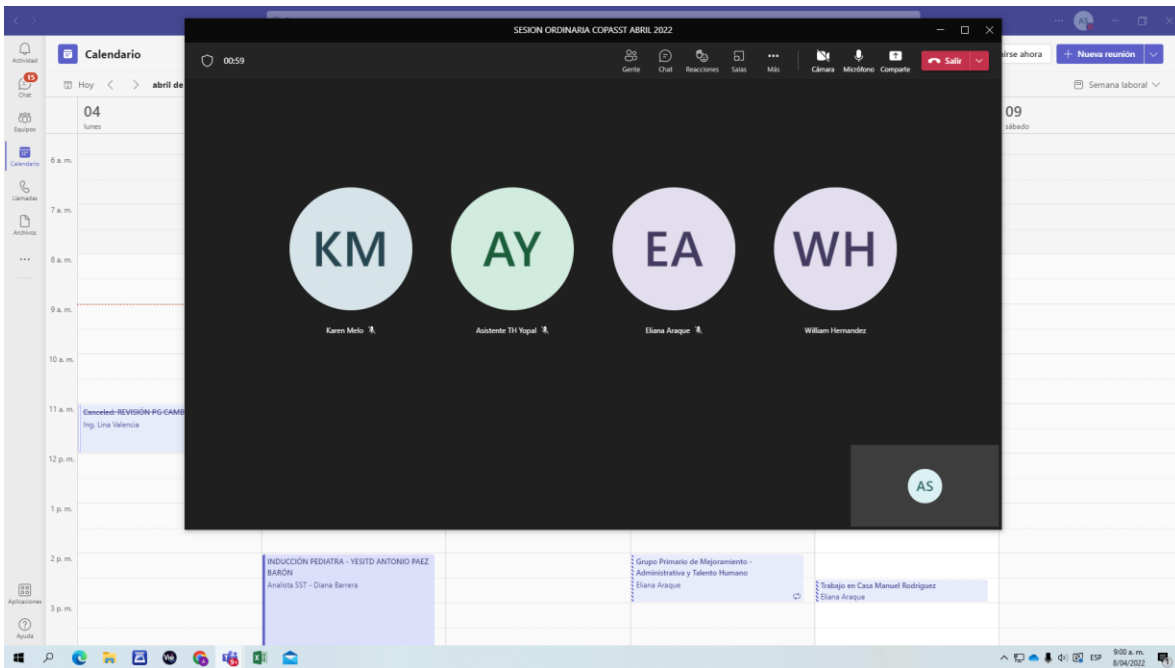 SESION ORDINARIA COPASST ABRIL 2022
AS
Actividad
Calendario
00:59
Gente
Chat
Reacciones
Salas
Más
Cámara
Micrófono
Comparte
Salir
Nueva reunión
15
Chat
Hoy
abril de
Semana laboral
Equipos
04
lunes
09
sábado
Calendario
Llamadas
Archivos
6 a. m.
7 a. m.
8 a. m.
9 a. m.
10 a. m.
11 a. m.
12 p. m.
1 p. m.
2 p. m.
3 p. m.
KM
AY
EA
WH
Karen Melo
Asistente TH Yopal
Eliana Araque
William Hernandez
Canceled: REVISIÓN PG CAMB
Ing. Lina Valencia
AS
INDUCCIÓN PEDIATRA - YESITD ANTONIO PAEZ
BARÓN
Analista SST - Diana Barrera
Grupo Primario de Mejoramiento -
Administrativa y Talento Humano
Eliana Araque
Trabajo en Casa Manuel Rodriguez
Eliana Araque
Aplicaciones
Ayuda
ESP
9:00 a. m.
8/04/2022